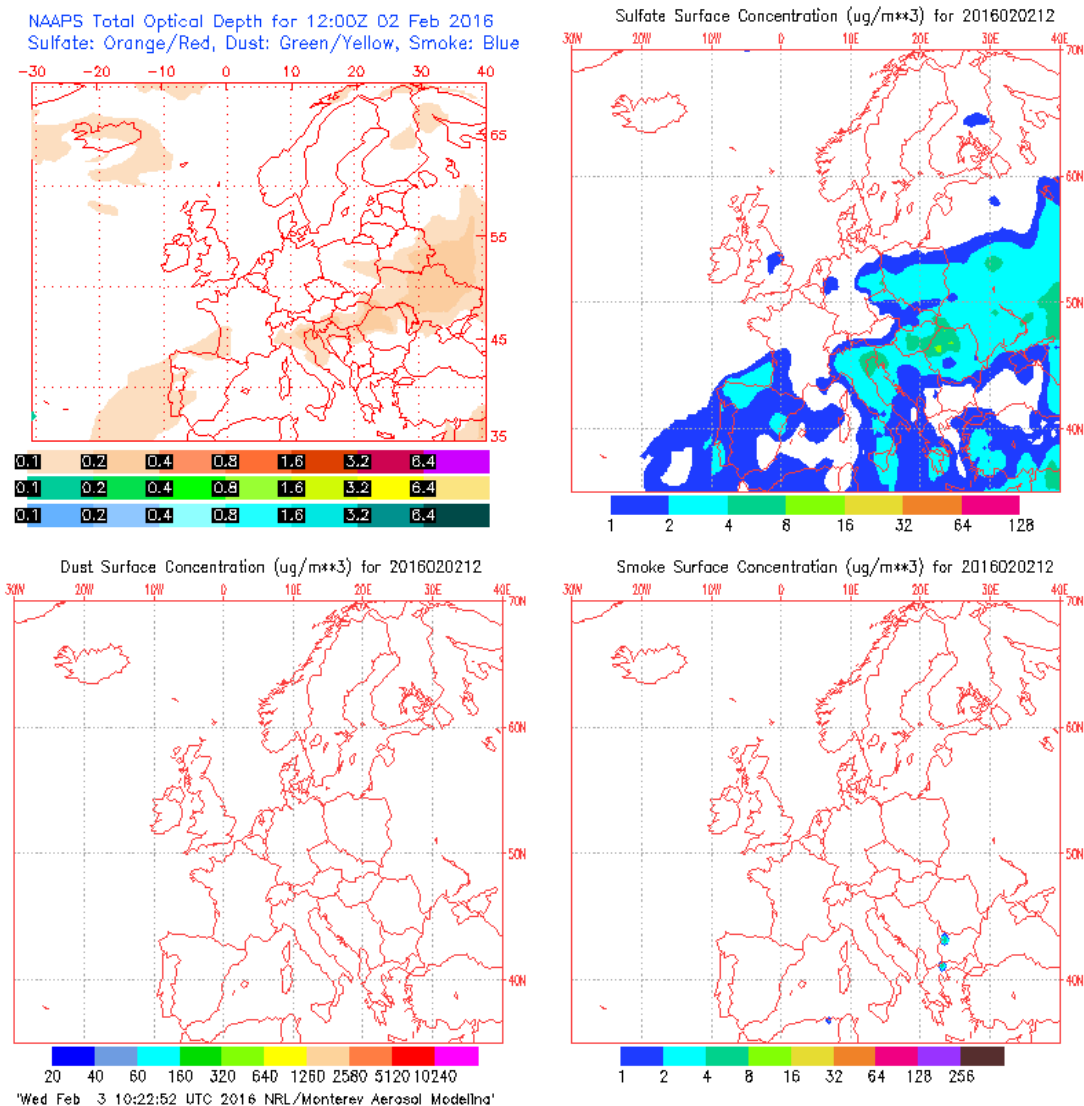 NAAPS Total Optical Depth for 12:00Z 02 Feb 2016
Sulfate: Orange/Red, Dust: Green/Yellow, Smoke: Blue
-30 -20 -10 0 10 20 30 40
65
55
45
35
0.1 0.2 0.4 0.8 1.6 3.2 6.4
0.1 0.2 0.4 0.8 1.6 3.2 6.4
0.1 0.2 0.4 0.8 1.6 3.2 6.4
Sulfate Surface Concentration (ug/m**3) for 2016020212
30W 20W 10W 0 10E 20E 30E 40E
70N
60N
50N
40N
1 2 4 8 16 32 64 128
Dust Surface Concentration (ug/m**3) for 2016020212
30W 20W 10W 0 10E 20E 30E 40E
70N
60N
50N
40N
20 40 60 160 320 640 1260 2580 5120 10240
Smoke Surface Concentration (ug/m**3) for 2016020212
30W 20W 10W 0 10E 20E 30E 40E
70N
60N
50N
40N
1 2 4 8 16 32 64 128 256
'Wed Feb 3 10:22:52 UTC 2016 NRL/Monterey Aerosol Modeling'